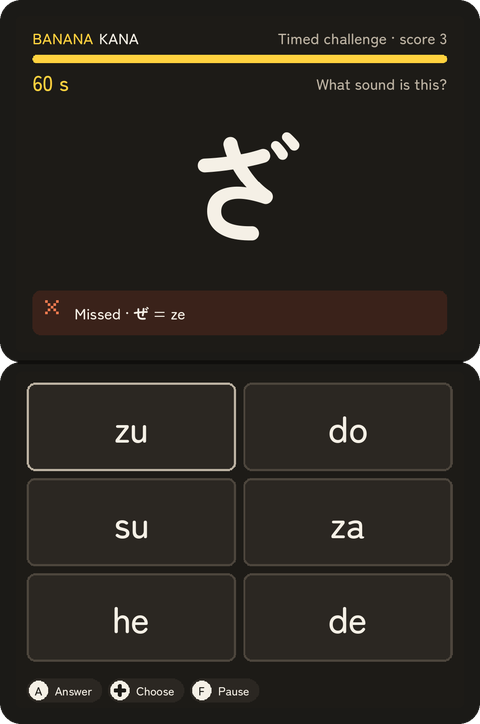 BANANA KANA
Timed challenge · score 3
60 s
What sound is this?
ざ
Missed · ぜ = ze
zu
do
su
za
he
de
A Answer
Choose
F Pause